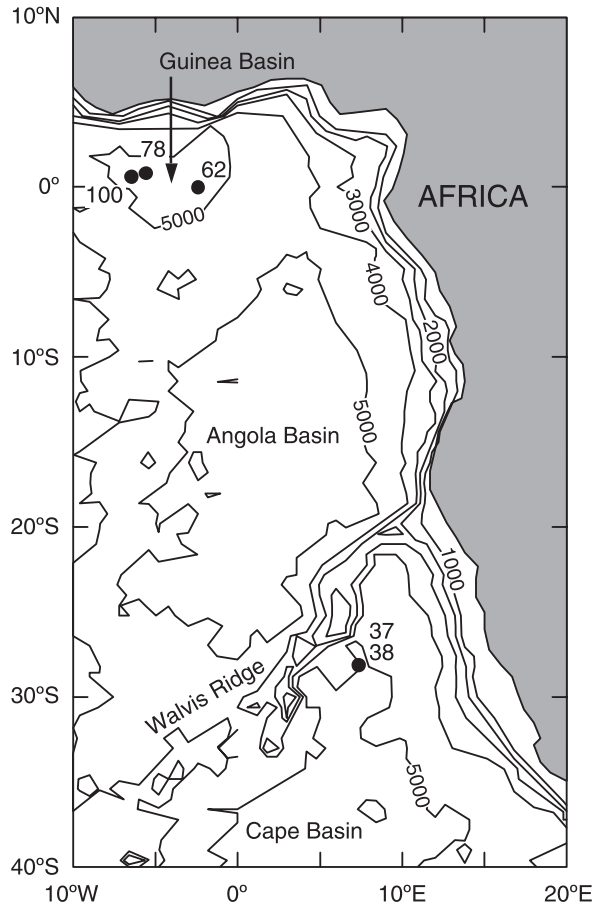 10ºN
Guinea Basin
78
62
0º
100
5000
AFRICA
3000
4000
2000
10ºS
5000
Angola Basin
20ºS
1000
37
38
Walvis Ridge
30ºS
5000
Cape Basin
40ºS
10ºW
0º
10ºE
20ºE